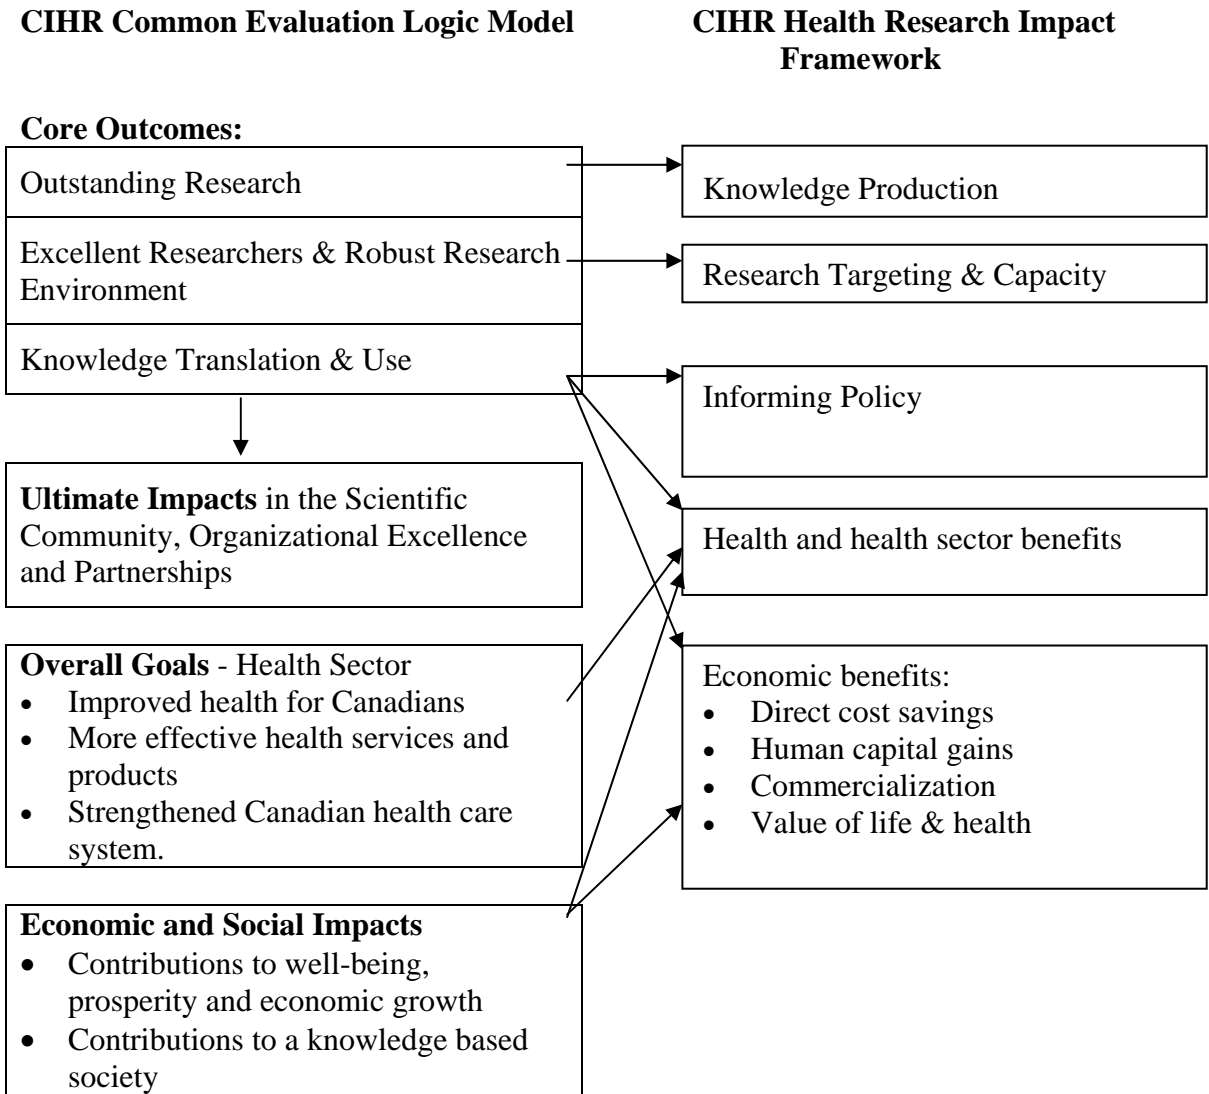 CIHR Common Evaluation Logic Model
CIHR Health Research Impact
Framework
Core Outcomes:
Outstanding Research
Excellent Researchers & Robust Research
Environment
Knowledge Translation & Use
Ultimate Impacts in the Scientific
Community, Organizational Excellence
and Partnerships
Overall Goals - Health Sector
• Improved health for Canadians
• More effective health services and
products
• Strengthened Canadian health care
system.
Economic and Social Impacts
• Contributions to well-being,
prosperity and economic growth
• Contributions to a knowledge based
society
Knowledge Production
Research Targeting & Capacity
Informing Policy
Health and health sector benefits
Economic benefits:
• Direct cost savings
• Human capital gains
• Commercialization
• Value of life & health